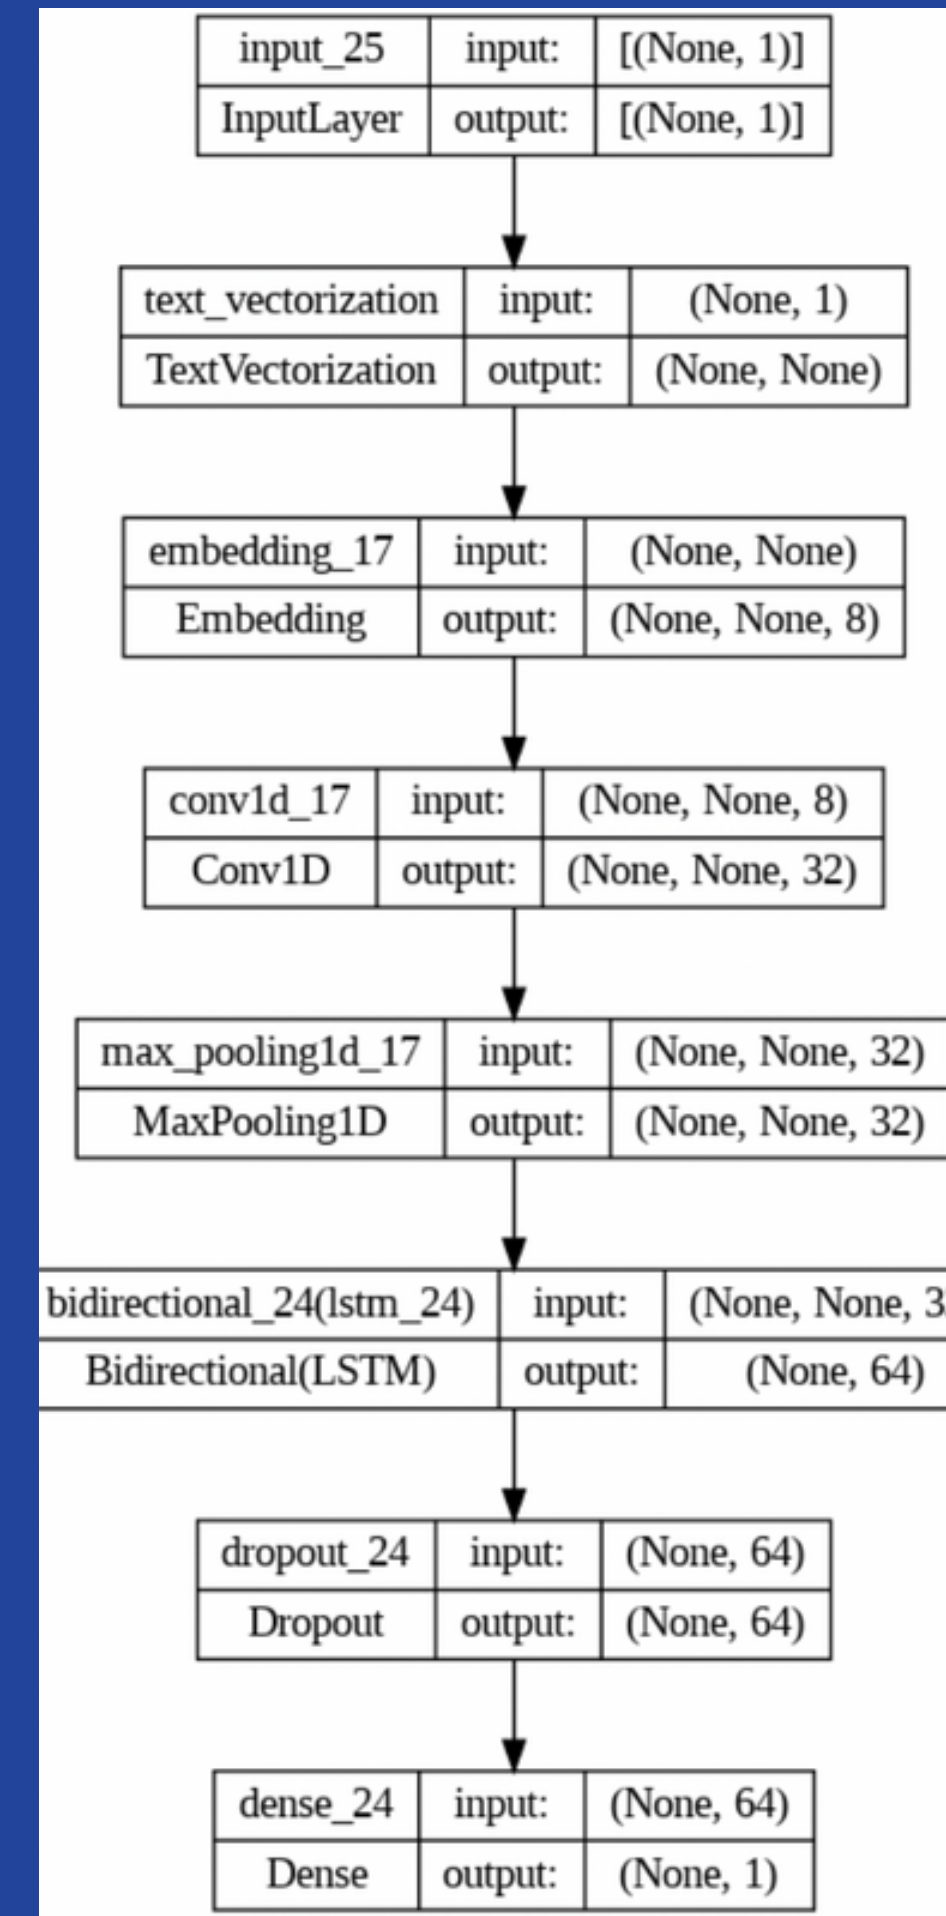 input_25 input: [(None, 1)]
InputLayer output: [(None, 1)]
text_vectorization input: (None, 1)
TextVectorization output: (None, None)
embedding_17 input: (None, None)
Embedding output: (None, None, 8)
conv1d_17 input: (None, None, 8)
Conv1D output: (None, None, 32)
max_pooling1d_17 input: (None, None, 32)
MaxPooling1D output: (None, None, 32)
bidirectional_24(lstm_24) input: (None, None, 3
Bidirectional(LSTM) output: (None, 64)
dropout_24 input: (None, 64)
Dropout output: (None, 64)
dense_24 input: (None, 64)
Dense output: (None, 1)